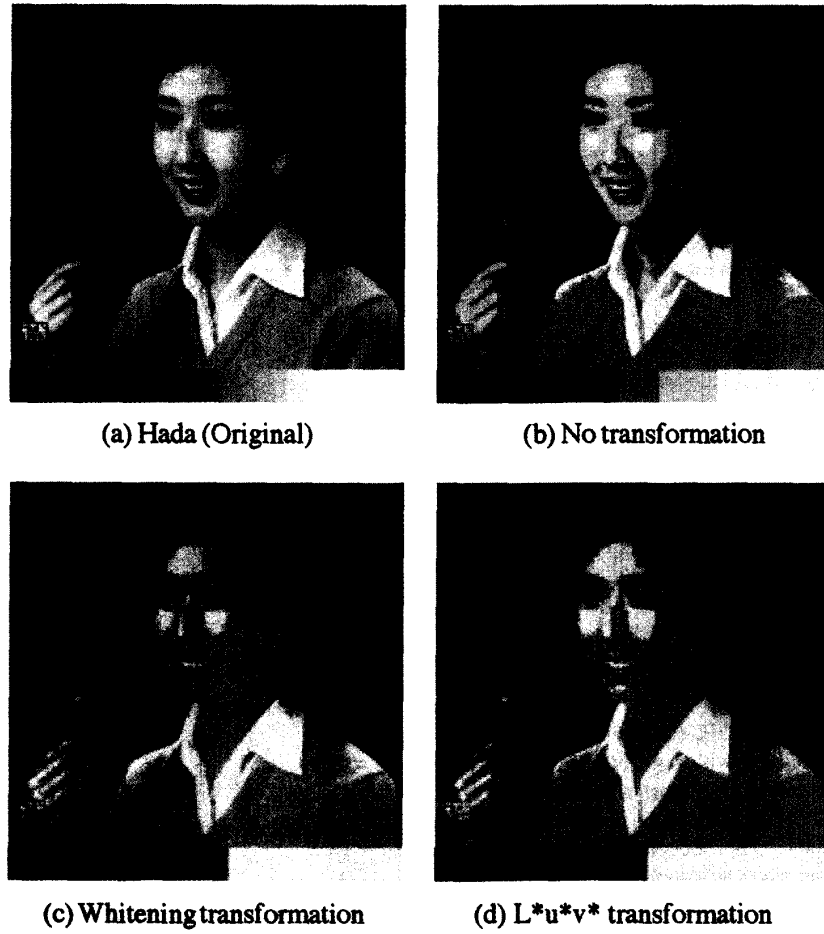 (a) Hada (Original)
(b) No transformation
(c) Whitening transformation
(d) L*u*v* transformation